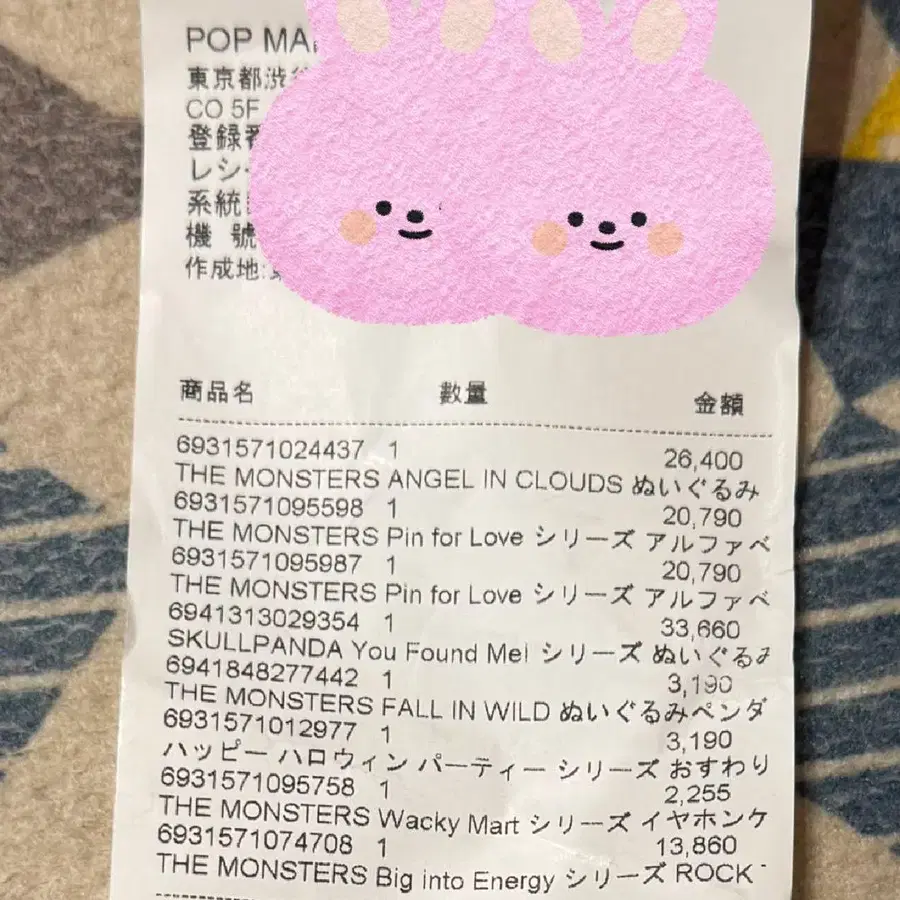 POP MA
東京都渋谷
CO 5F
登録番
レシ
系統
機 號
作成地:
商品名 數量 金額
6931571024437 1 26,400
THE MONSTERS ANGEL IN CLOUDS ぬいぐるみ
6931571095598 1 20,790
THE MONSTERS Pin for Love シリーズ アルファベ
6931571095987 1 20,790
THE MONSTERS Pin for Love シリーズ アルファベ
6941313029354 1 33,660
SKULLPANDA You Found Me! シリーズ ぬいぐるみ
6941848277442 1 3,190
THE MONSTERS FALL IN WILD ぬいぐるみペンダ
6931571012977 1 3,190
ハッピー ハロウィン パーティー シリーズ おすわり
6931571095758 1 2,255
THE MONSTERS Wacky Mart シリーズ イヤホンケ
6931571074708 1 13,860
THE MONSTERS Big into Energy シリーズ ROCK